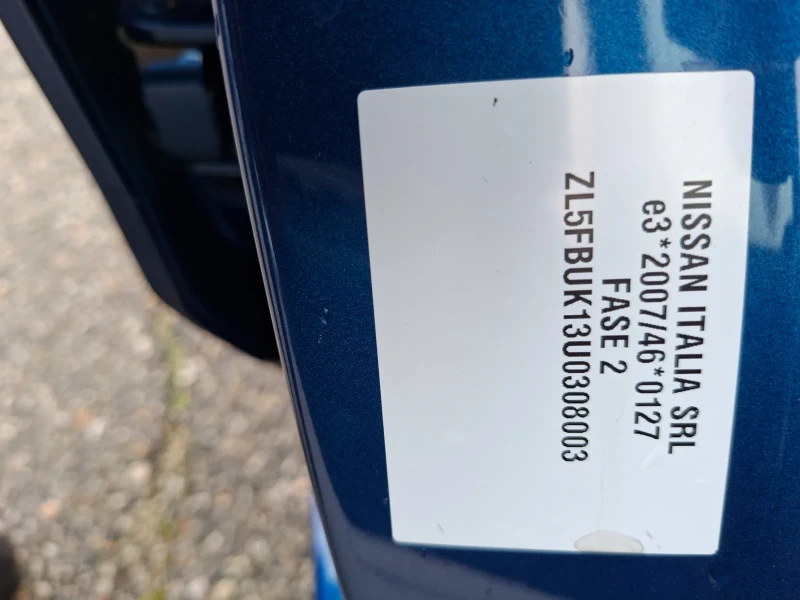 NISSAN ITALIA SRL
e3*2007/46*0127
FASE 2
ZL5FBUK13U0308003